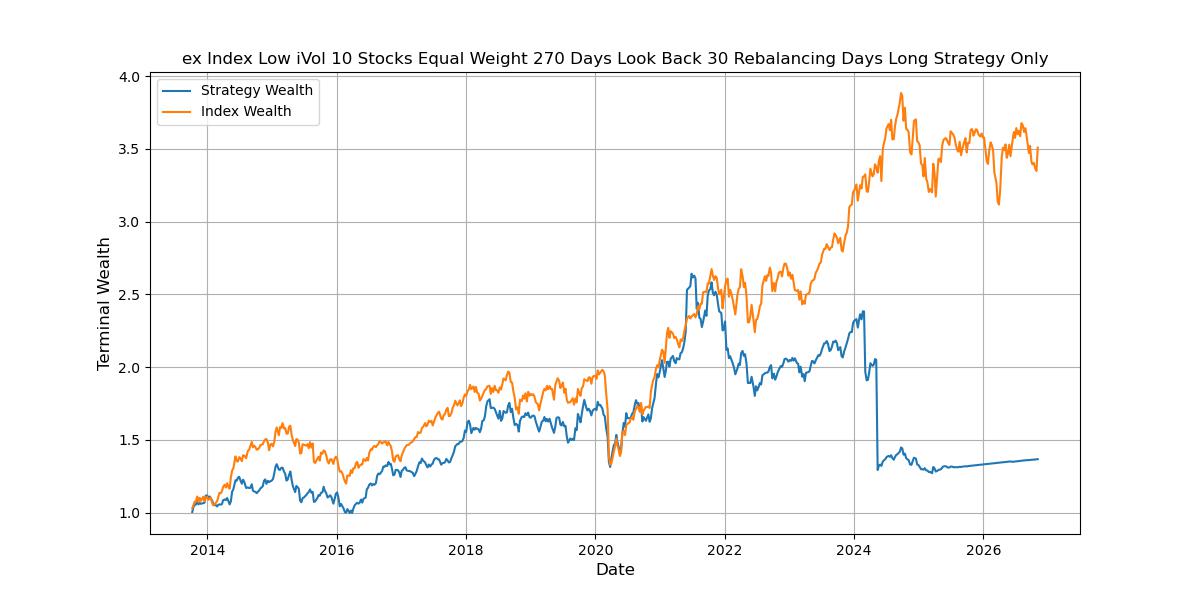 ex Index Low iVol 10 Stocks Equal Weight 270 Days Look Back 30 Rebalancing Days Long Strategy Only
4.0
Strategy Wealth
Index Wealth
3.5
3.0
2.5
2.0
1.5
1.0
Terminal Wealth
2014 2016 2018 2020 2022 2024 2026
Date